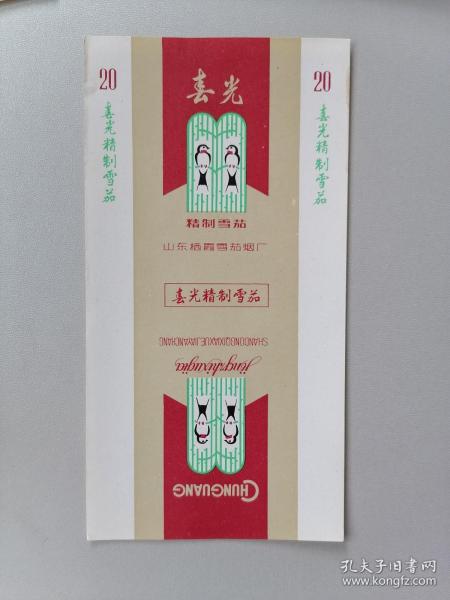 20
春光精制雪茄
春光
精制雪茄
山东栖霞雪茄烟厂
春光精制雪茄
SHANDONGQIXIAXUEJIAYANCHANG
jingzhixuejia
CHUNGUANG
20
春光精制雪茄
孔夫子旧书网
www.kongfz.com